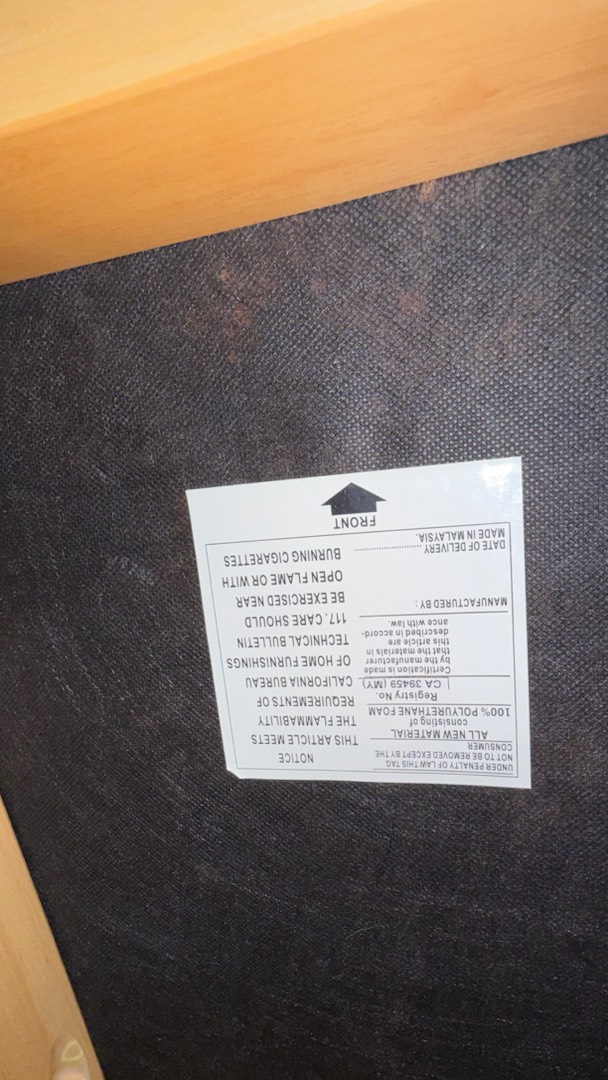 UNDER PENALTY OF LAW THIS TAG
NOT TO BE REMOVED EXCEPT BY THE
CONSUMER
ALL NEW MATERIAL
consisting of
100% POLYURETHANE FOAM
Registry No.
CA 39459 (MY)
Certification is made
by the manufacturer
that the materials in
this article are
described in accord-
ance with law.
MANUFACTURED BY :
DATE OF DELIVERY ......................
MADE IN MALAYSIA.
NOTICE
THIS ARTICLE MEETS
THE FLAMMABILITY
REQUIREMENTS OF
CALIFORNIA BUREAU
OF HOME FURNISHINGS
TECHNICAL BULLETIN
117. CARE SHOULD
BE EXERCISED NEAR
OPEN FLAME OR WITH
BURNING CIGARETTES
FRONT